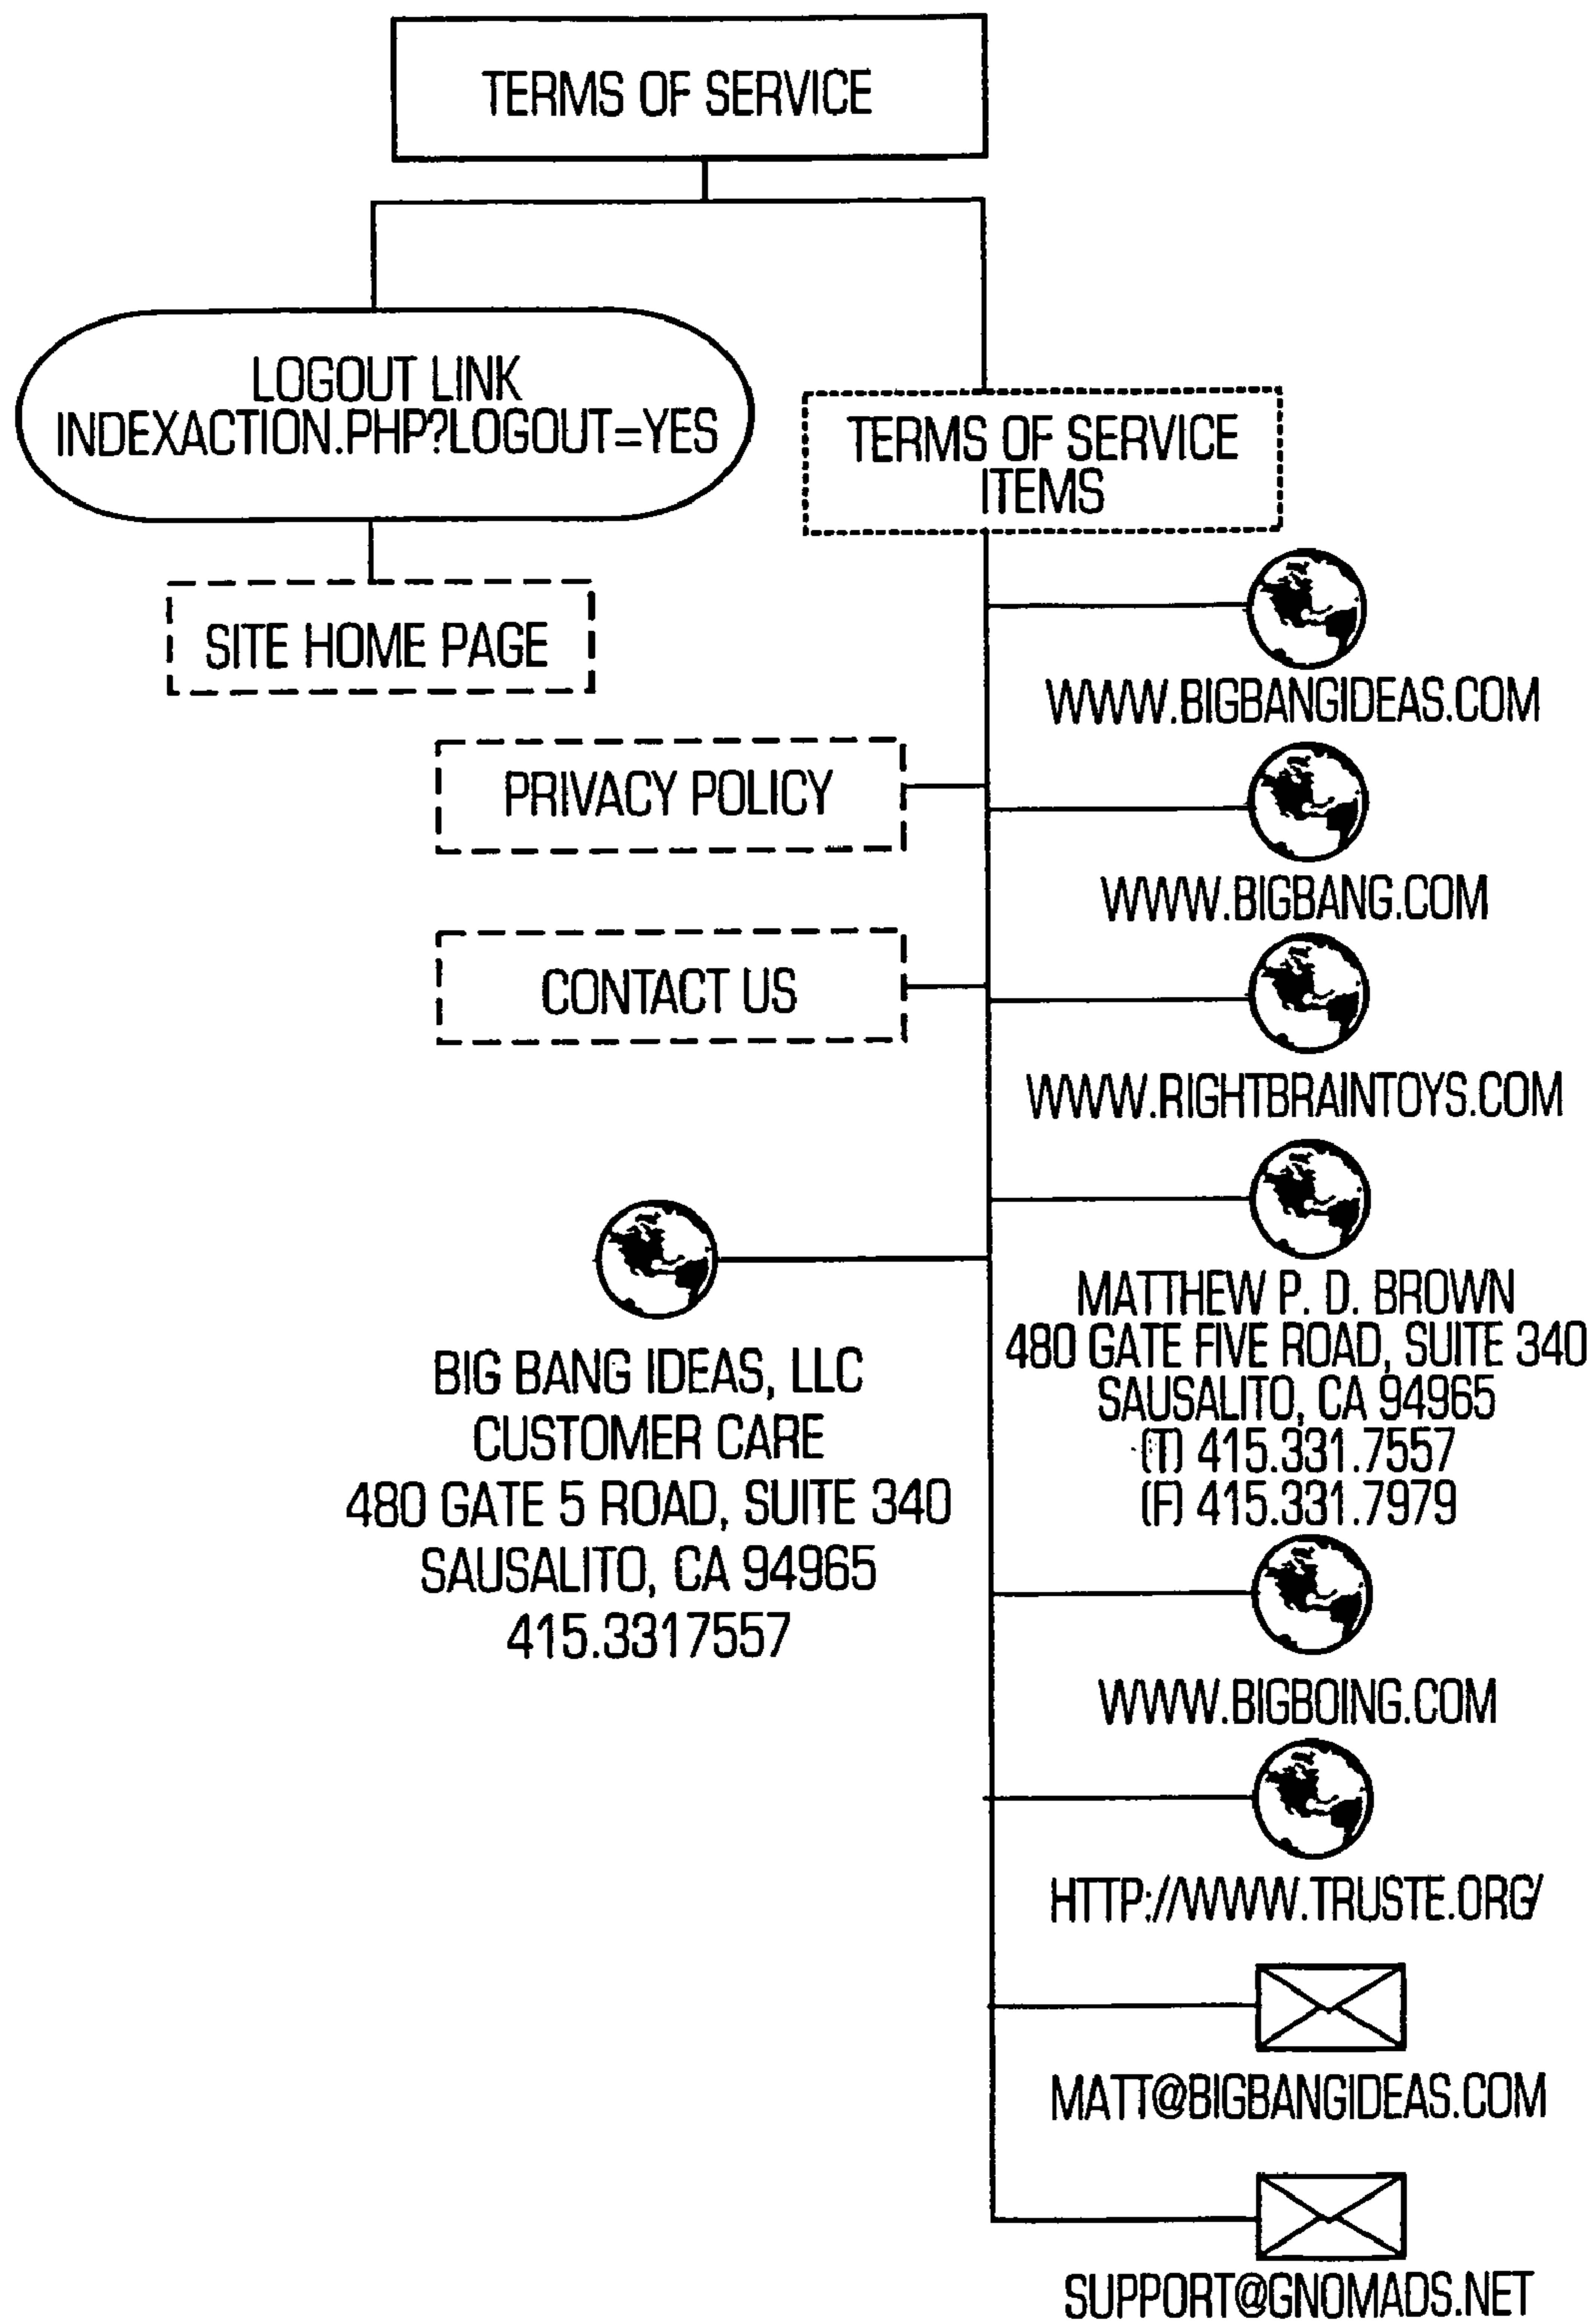 TERMS OF SERVICE
LOGOUT LINK
INDEXACTION.PHP?LOGOUT=YES
TERMS OF SERVICE
ITEMS
SITE HOME PAGE
WWW.BIGBANGIDEAS.COM
PRIVACY POLICY
WWW.BIGBANG.COM
CONTACT US
WWW.RIGHTBRAINTOYS.COM
BIG BANG IDEAS, LLC
CUSTOMER CARE
480 GATE 5 ROAD, SUITE 340
SAUSALITO, CA 94965
415.3317557
MATTHEW P. D. BROWN
480 GATE FIVE ROAD, SUITE 340
SAUSALITO, CA 94965
(T) 415.331.7557
(F) 415.331.7979
WWW.BIGBOING.COM
HTTP://WWW.TRUSTE.ORG/
MATT@BIGBANGIDEAS.COM
SUPPORT@GNOMADS.NET